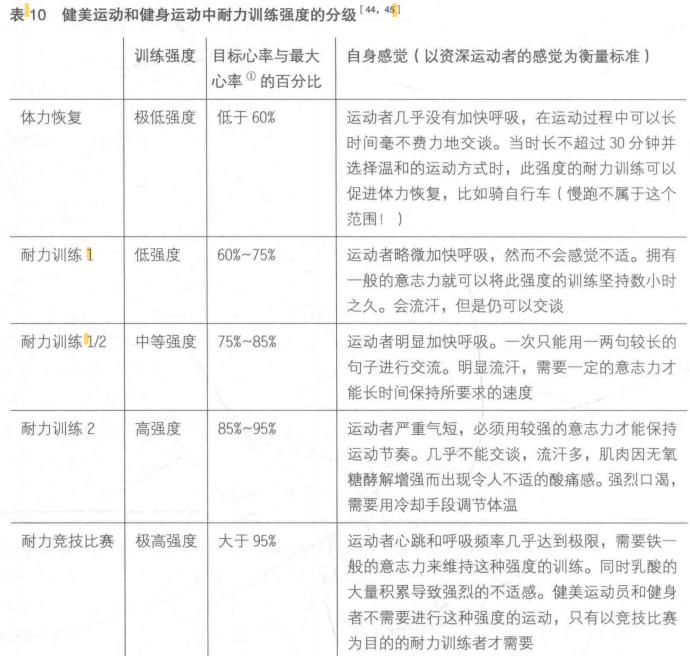 表10 健美运动和健身运动中耐力训练强度的分级[44, 45]
训练强度
目标心率与最大
心率①的百分比
自身感觉（以资深运动者的感觉为衡量标准）
体力恢复
极低强度
低于 60%
运动者几乎没有加快呼吸，在运动过程中可以长
时间毫不费力地交谈。当时长不超过 30 分钟并
选择温和的运动方式时，此强度的耐力训练可以
促进体力恢复，比如骑自行车（慢跑不属于这个
范围！）
耐力训练 1
低强度
60%~75%
运动者略微加快呼吸，然而不会感觉不适。拥有
一般的意志力就可以将此强度的训练坚持数小时
之久。会流汗，但是仍可以交谈
耐力训练 1/2
中等强度
75%~85%
运动者明显加快呼吸。一次只能用一两句较长的
句子进行交流。明显流汗，需要一定的意志力才
能长时间保持所要求的速度
耐力训练 2
高强度
85%~95%
运动者严重气短，必须用较强的意志力才能保持
运动节奏。几乎不能交谈，流汗多，肌肉因无氧
糖酵解增强而出现令人不适的酸痛感。强烈口渴，
需要用冷却手段调节体温
耐力竞技比赛
极高强度
大于 95%
运动者心跳和呼吸频率几乎达到极限，需要铁一
般的意志力来维持这种强度的训练。同时乳酸的
大量积累导致强烈的不适感。健美运动员和健身
者不需要进行这种强度的运动，只有以竞技比赛
为目的的耐力训练者才需要